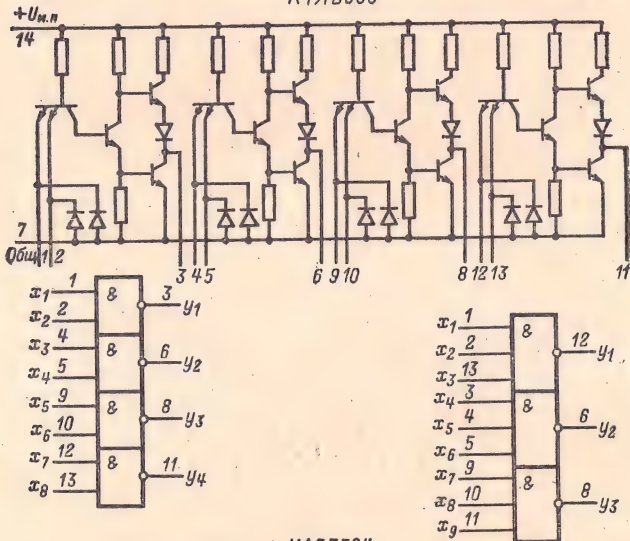 +Uи.п
14
7
Общ 1 2 3 4 5 6 9 10 8 12 13 11
x1 1
x2 2
x3 4
x4 5
x5 9
x6 10
x7 12
x8 13
&
&
&
&
3 y1
6 y2
8 y3
11 y4
x1 1
x2 2
x3 13
x4 3
x5 4
x6 5
x7 9
x8 10
x9 11
&
&
&
12 y1
6 y2
8 y3